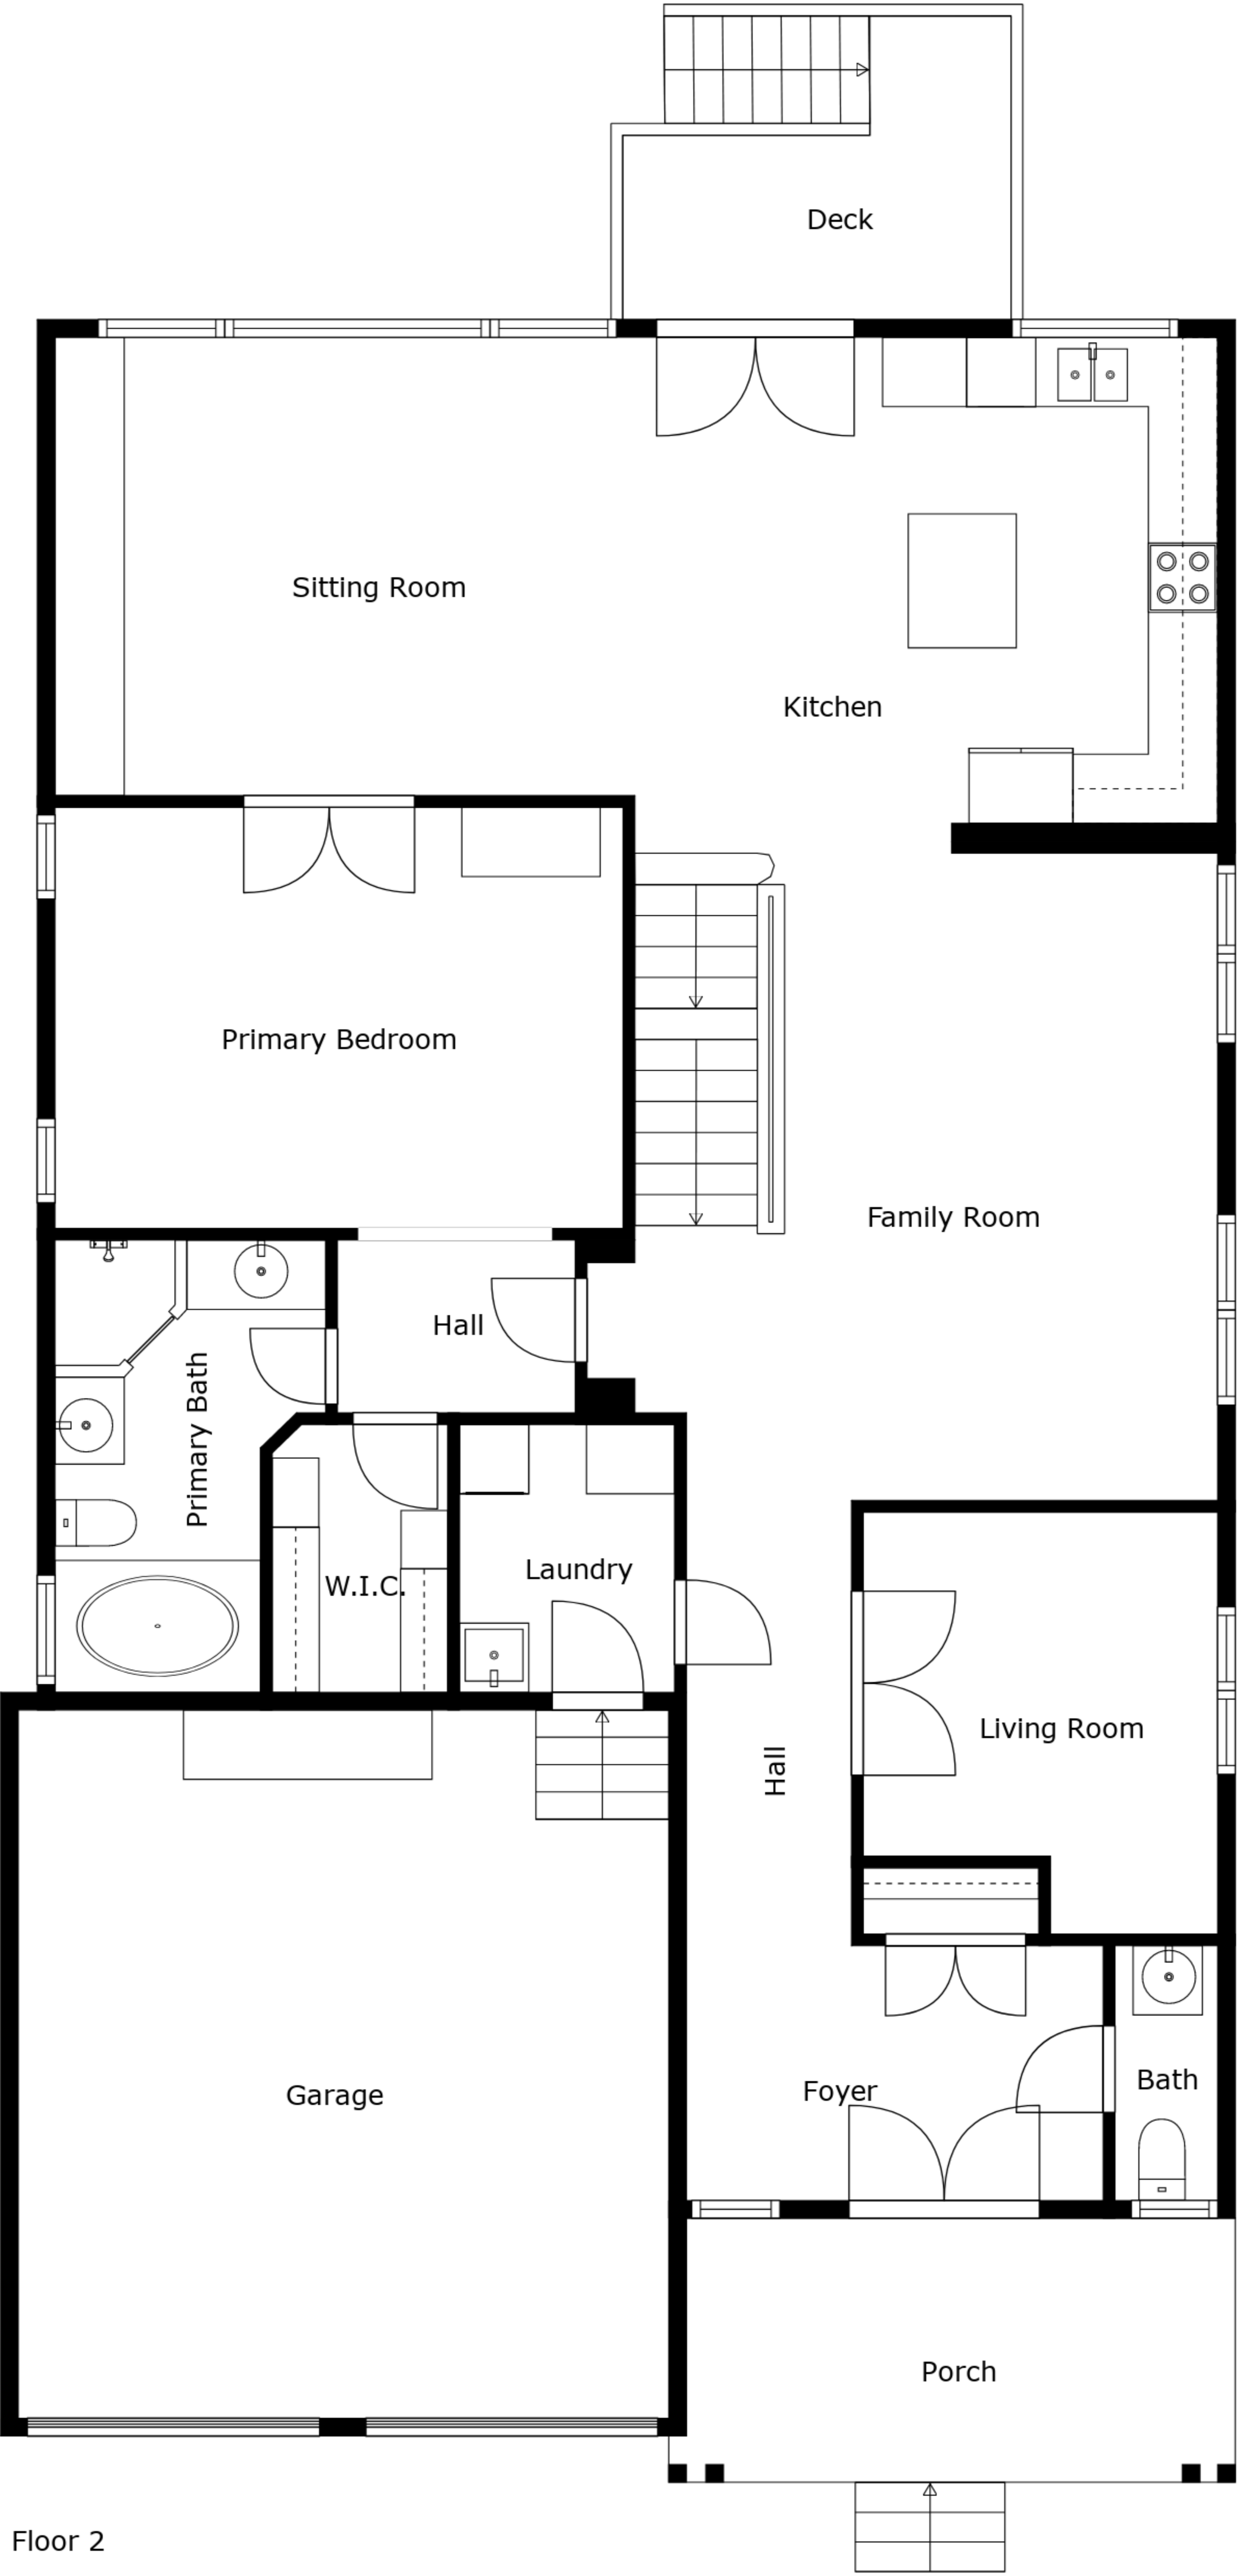 Deck
Sitting Room
Kitchen
Primary Bedroom
Family Room
Hall
Primary Bath
Laundry
W.I.C.
Living Room
Hall
Bath
Foyer
Garage
Porch
Floor 2